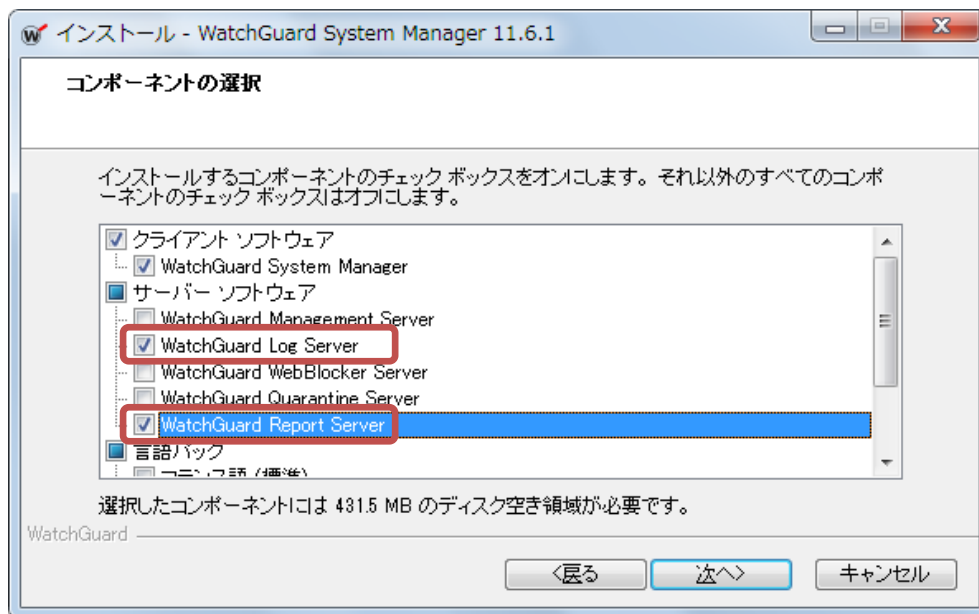 インストール - WatchGuard System Manager 11.6.1
コンポーネントの選択
インストールするコンポーネントのチェック ボックスをオンにします。それ以外のすべてのコンポ
ーネントのチェック ボックスはオフにします。
クライアント ソフトウェア
WatchGuard System Manager
サーバー ソフトウェア
WatchGuard Management Server
WatchGuard Log Server
WatchGuard WebBlocker Server
WatchGuard Quarantine Server
WatchGuard Report Server
言語パック
選択したコンポーネントには 431.5 MB のディスク空き領域が必要です。
WatchGuard
<戻る
次へ>
キャンセル